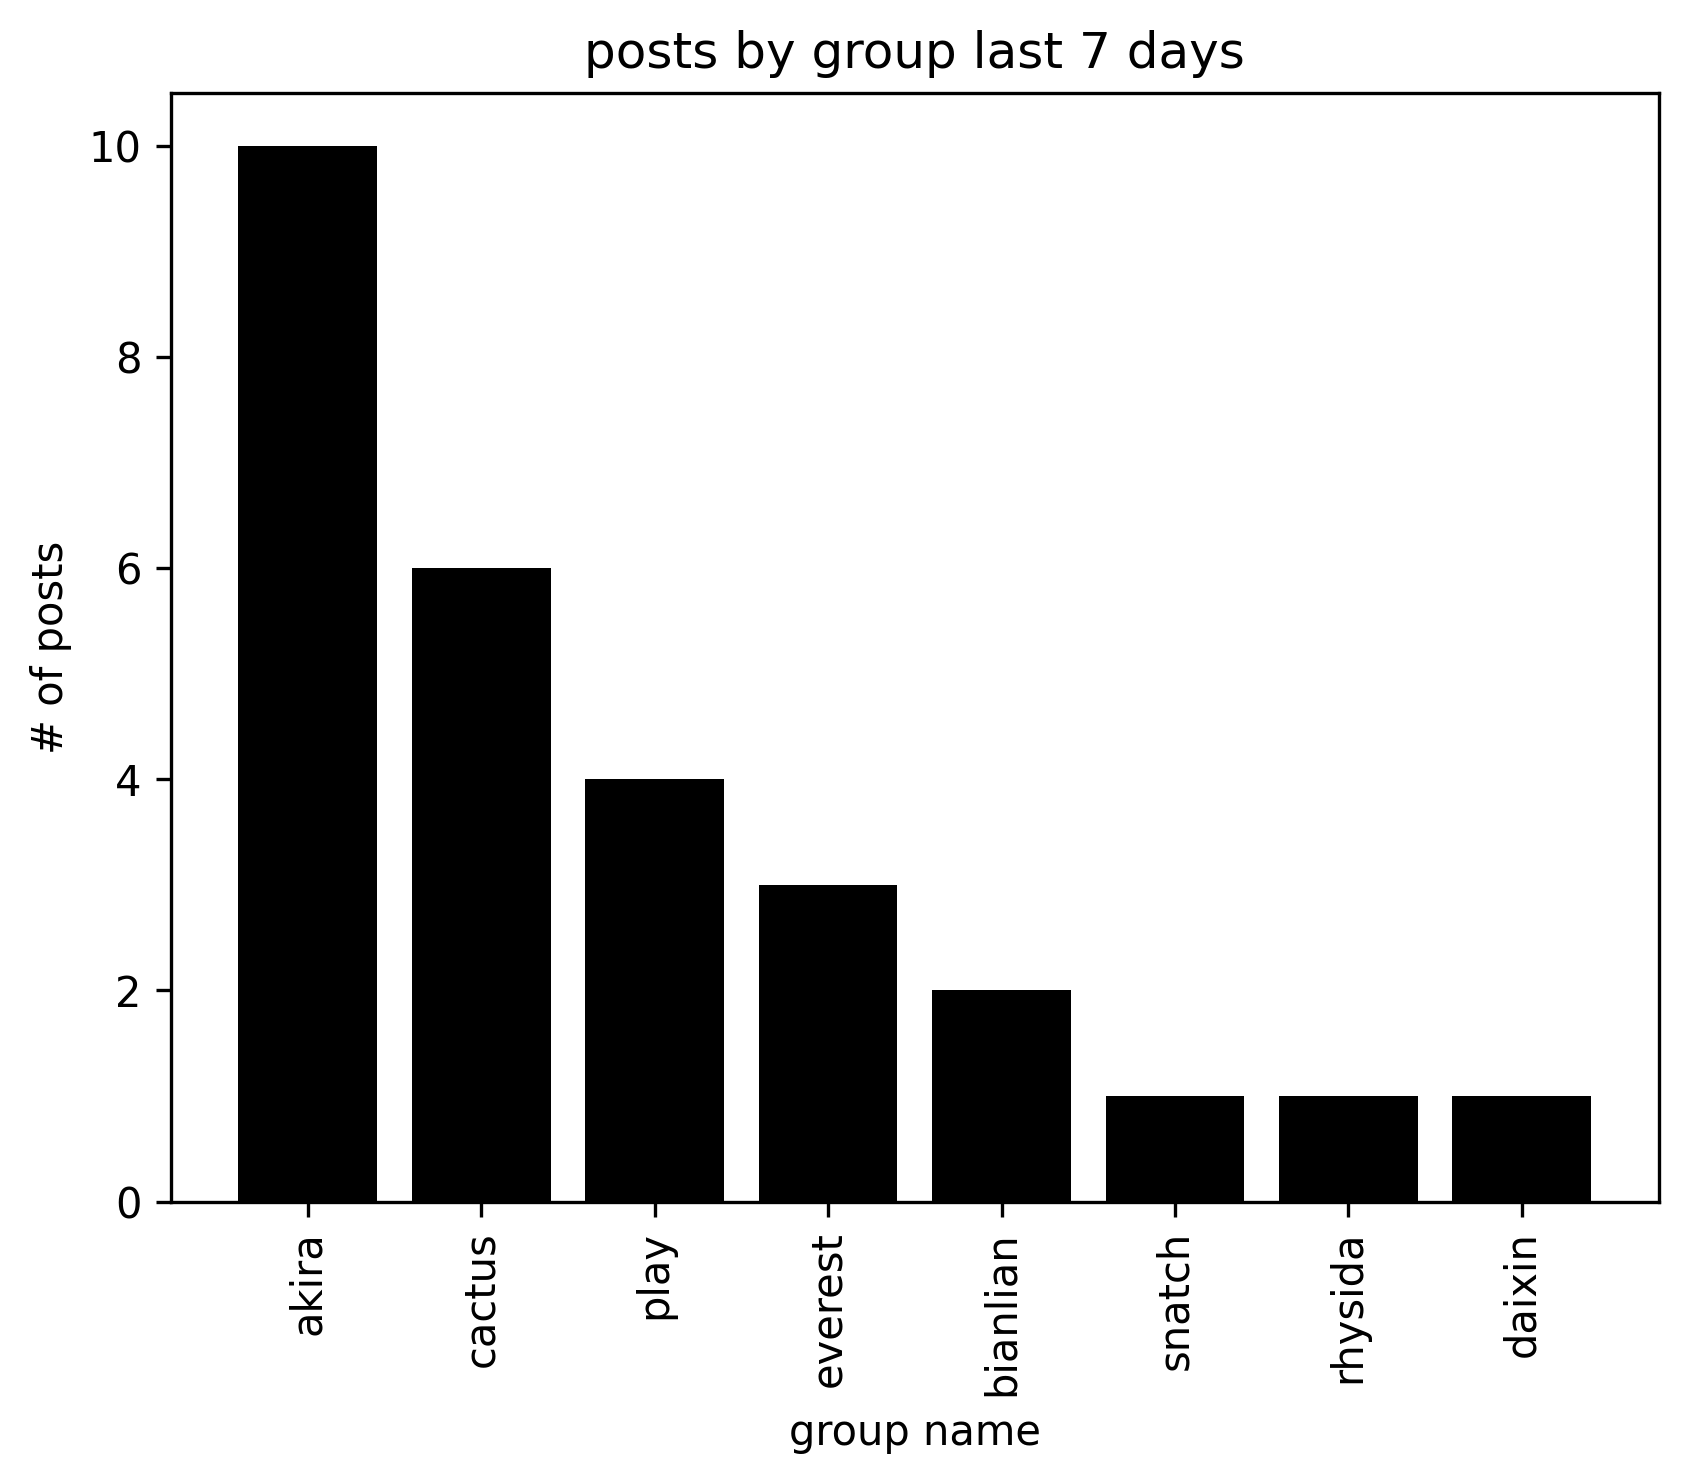 posts by group last 7 days
10
8
6
4
2
0
# of posts
akira
cactus
play
everest
bianlian
snatch
rhysida
daixin
group name